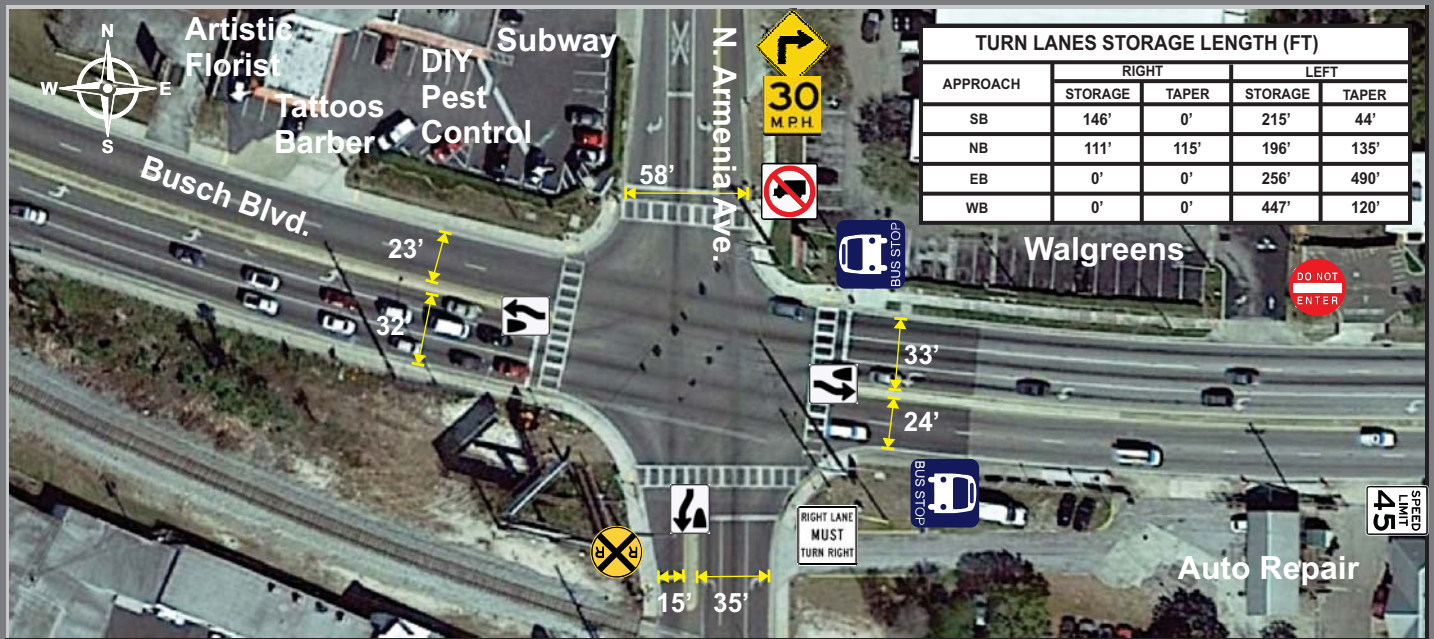 N
W E
S
Artistic
Florist
Tattoos
Barber
DIY
Pest
Control
Subway
N. Armenia Ave.
30
M.P.H.
TURN LANES STORAGE LENGTH (FT)
APPROACH RIGHT LEFT
STORAGE TAPER STORAGE TAPER
SB 146’ 0’ 215’ 44’
NB 111’ 115’ 196’ 135’
EB 0’ 0’ 256’ 490’
WB 0’ 0’ 447’ 120’
Busch Blvd.
58’
23’
32’
BUS STOP
Walgreens
DO NOT
ENTER
33’
24’
BUS STOP
RIGHT LANE
MUST
TURN RIGHT
SPEED
LIMIT
45
R R
15’ 35’
Auto Repair